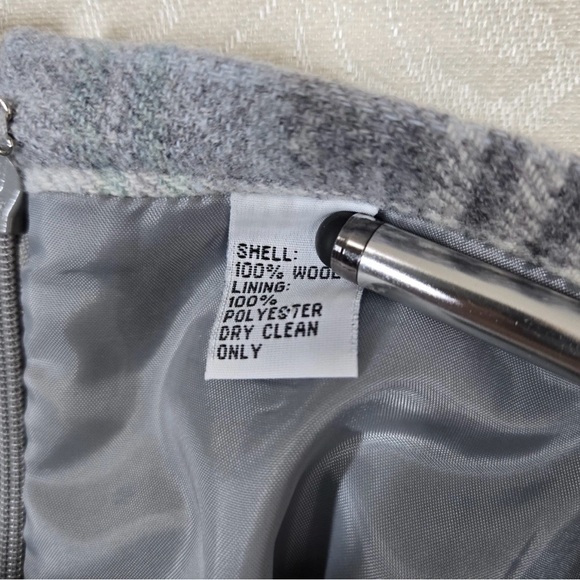 SHELL:
100% WOOL
LINING:
100%
POLYESTER
DRY CLEAN
ONLY